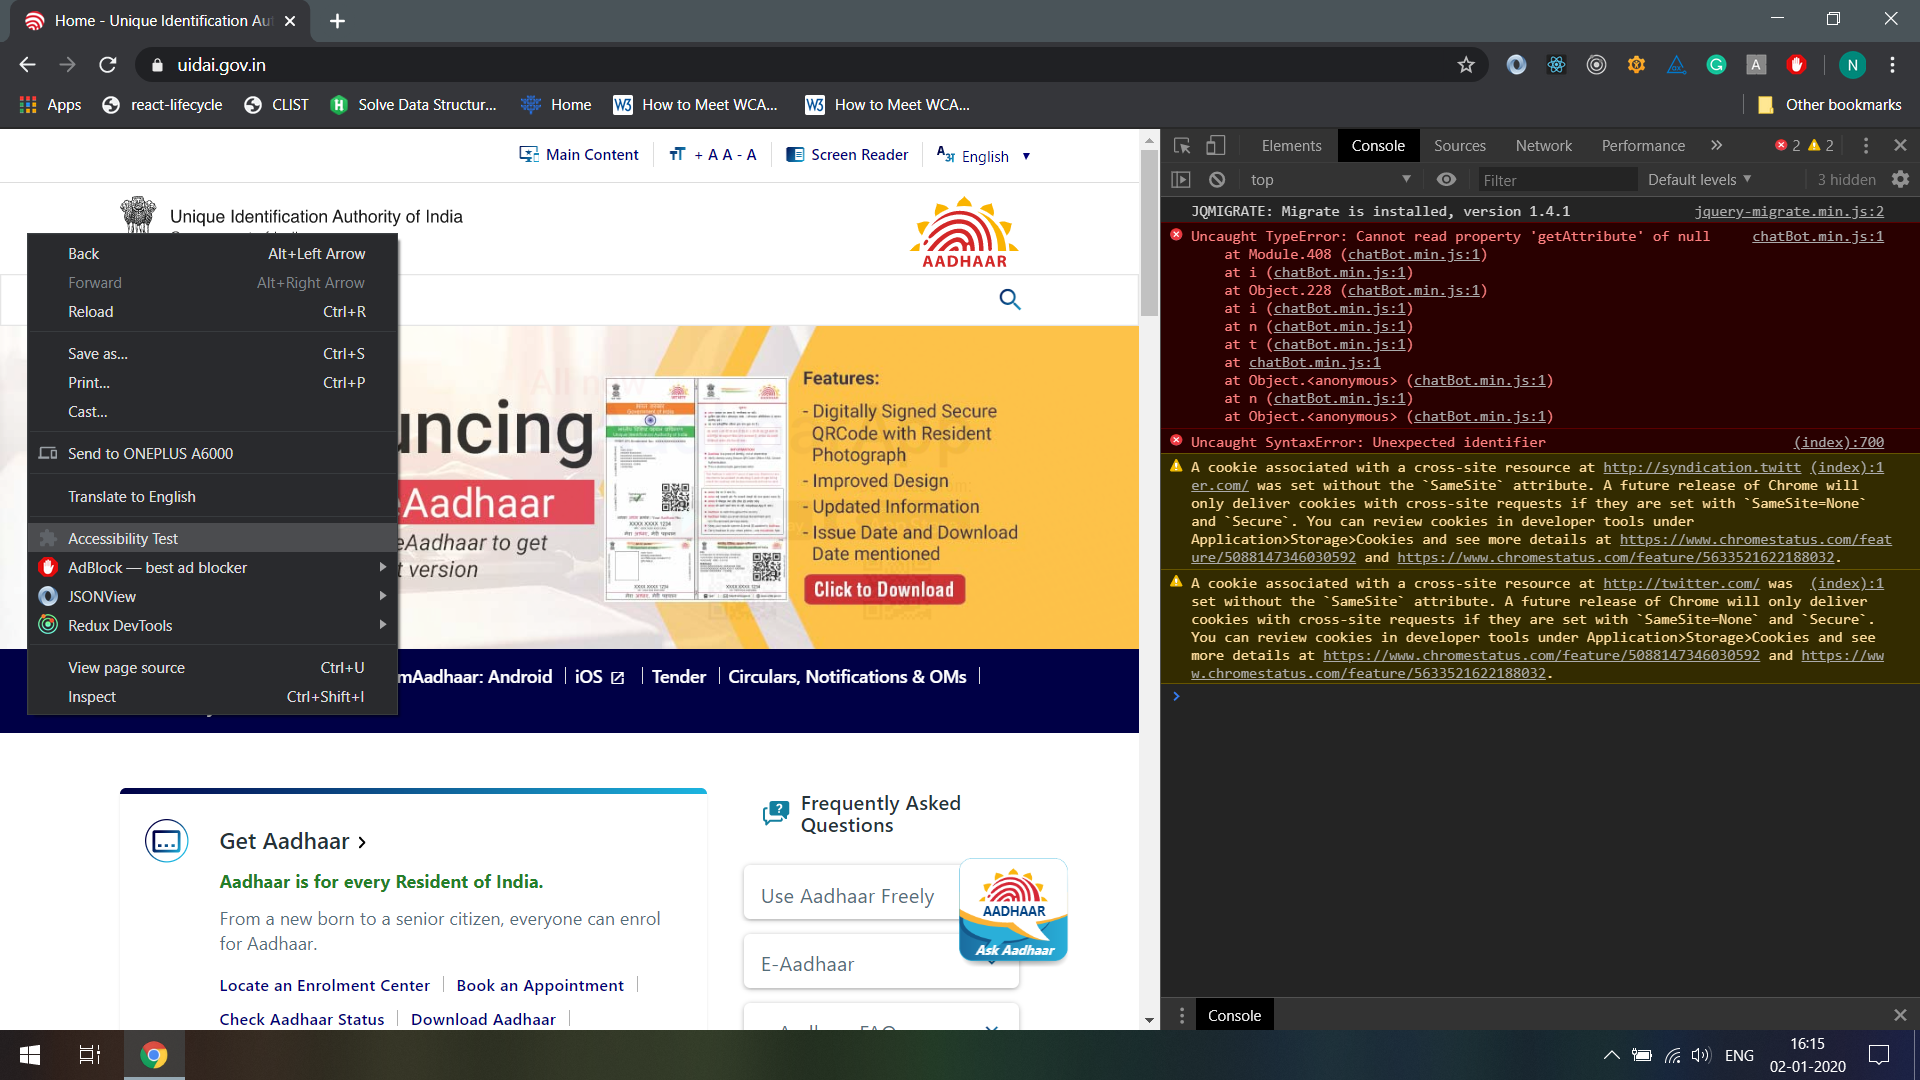 Home - Unique Identification Au
uidai.gov.in
N
Apps
react-lifecycle
CLIST
Solve Data Structur...
Home
How to Meet WCA...
How to Meet WCA...
Other bookmarks
Main Content
+ A A - A
Screen Reader
English
Unique Identification Authority of India
AADHAAR
Back Alt+Left Arrow
Forward Alt+Right Arrow
Reload Ctrl+R
Save as... Ctrl+S
Print... Ctrl+P
Cast...
Send to ONEPLUS A6000
Translate to English
Accessibility Test
AdBlock — best ad blocker
JSONView
Redux DevTools
View page source Ctrl+U
Inspect Ctrl+Shift+I
uncing
eAadhaar
eAadhaar to get
t version
Features:
- Digitally Signed Secure
QRCode with Resident
Photograph
- Improved Design
- Updated Information
- Issue Date and Download
Date mentioned
Click to Download
mAadhaar: Android
iOS
Tender
Circulars, Notifications & OMs
Get Aadhaar
Aadhaar is for every Resident of India.
From a new born to a senior citizen, everyone can enrol
for Aadhaar.
Locate an Enrolment Center
Book an Appointment
Check Aadhaar Status
Download Aadhaar
Frequently Asked
Questions
Use Aadhaar Freely
E-Aadhaar
AADHAAR
Ask Aadhaar
Elements
Console
Sources
Network
Performance
2
2
top
Filter
Default levels
3 hidden
JQMIGRATE: Migrate is installed, version 1.4.1 jquery-migrate.min.js:2
Uncaught TypeError: Cannot read property 'getAttribute' of null chatBot.min.js:1
at Module.408 (chatBot.min.js:1)
at i (chatBot.min.js:1)
at Object.228 (chatBot.min.js:1)
at i (chatBot.min.js:1)
at n (chatBot.min.js:1)
at t (chatBot.min.js:1)
at chatBot.min.js:1
at Object.<anonymous> (chatBot.min.js:1)
at n (chatBot.min.js:1)
at Object.<anonymous> (chatBot.min.js:1)
Uncaught SyntaxError: Unexpected identifier (index):700
A cookie associated with a cross-site resource at http://syndication.twitt (index):1
er.com/ was set without the `SameSite` attribute. A future release of Chrome will
only deliver cookies with cross-site requests if they are set with `SameSite=None`
and `Secure`. You can review cookies in developer tools under
Application>Storage>Cookies and see more details at https://www.chromestatus.com/feat
ure/5088147346030592 and https://www.chromestatus.com/feature/5633521622188032.
A cookie associated with a cross-site resource at http://twitter.com/ was (index):1
set without the `SameSite` attribute. A future release of Chrome will only deliver
cookies with cross-site requests if they are set with `SameSite=None` and `Secure`.
You can review cookies in developer tools under Application>Storage>Cookies and see
more details at https://www.chromestatus.com/feature/5088147346030592 and https://ww
w.chromestatus.com/feature/5633521622188032.
Console
ENG
16:15
02-01-2020